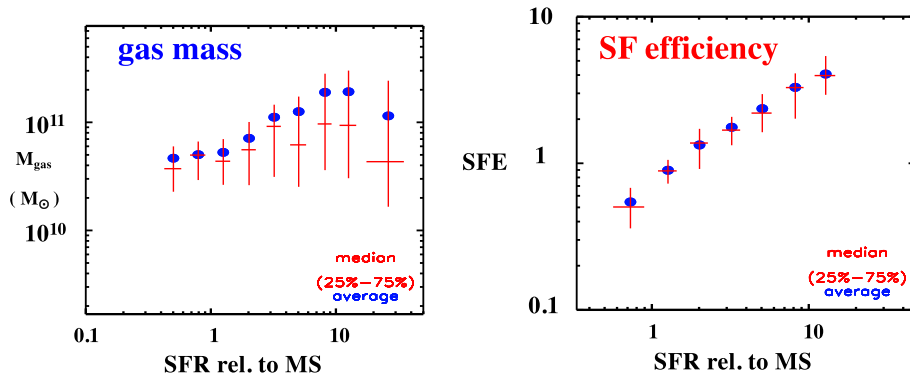 gas mass
10¹¹
M_gas
(M_⊙)
10¹⁰
median
(25%−75%)
average
0.1
1
10
SFR rel. to MS
SF efficiency
10
SFE
1
0.1
median
(25%−75%)
average
1
10
SFR rel. to MS